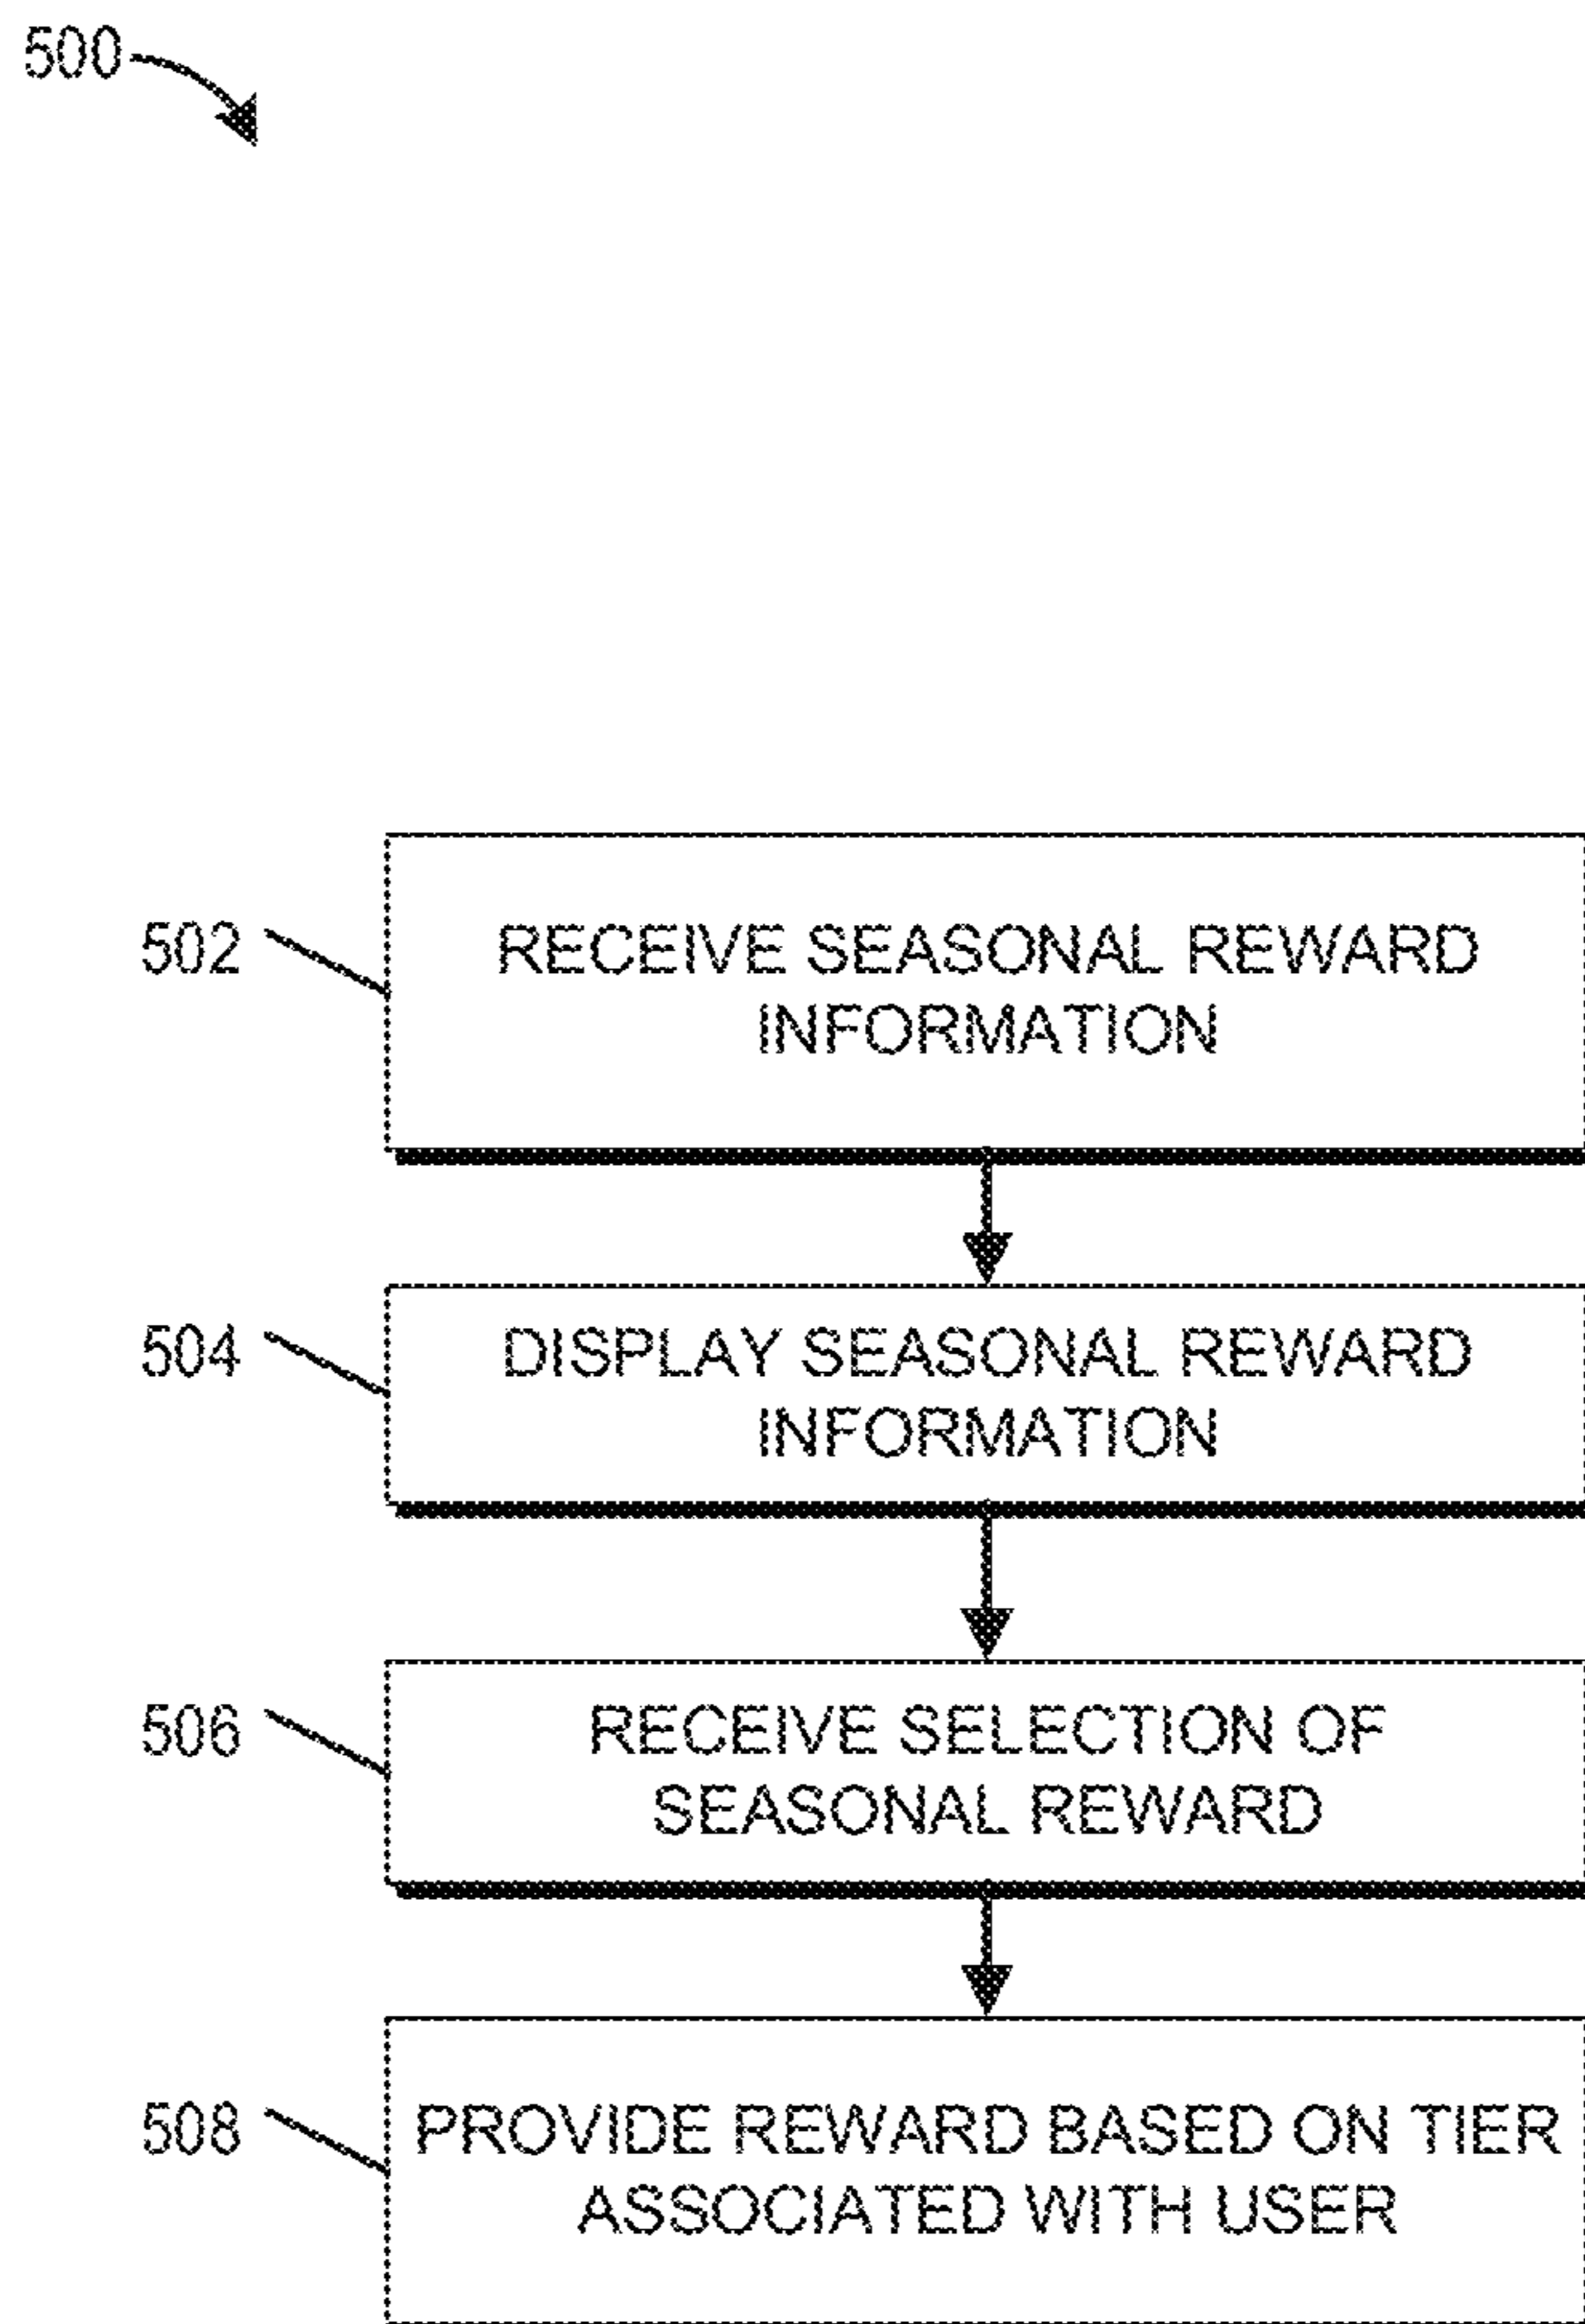 500
502
RECEIVE SEASONAL REWARD
INFORMATION
504
DISPLAY SEASONAL REWARD
INFORMATION
506
RECEIVE SELECTION OF
SEASONAL REWARD
508
PROVIDE REWARD BASED ON TIER
ASSOCIATED WITH USER